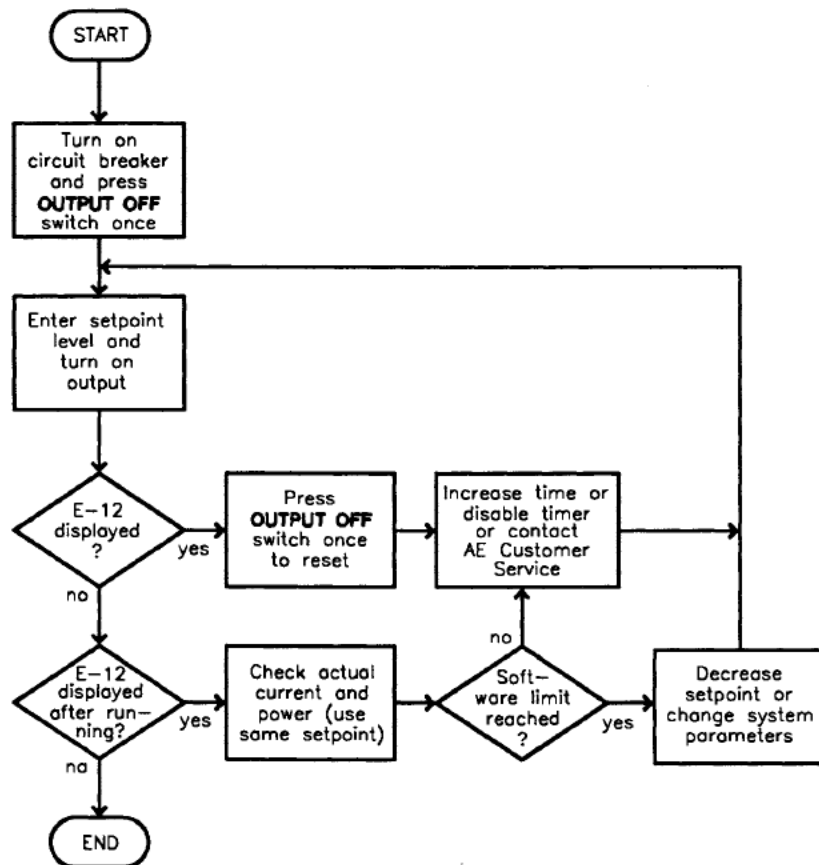 START
Turn on
circuit breaker
and press
OUTPUT OFF
switch once
Enter setpoint
level and
turn on
output
E-12
displayed
?
yes
no
Press
OUTPUT OFF
switch once
to reset
Increase time or
disable timer
or contact
AE Customer
Service
E-12
displayed
after run-
ning?
yes
na
Check actual
current and
power (use
same setpoint)
Soft-
ware limit
reached
?
no
yes
Decrease
setpoint or
change system
parameters
END